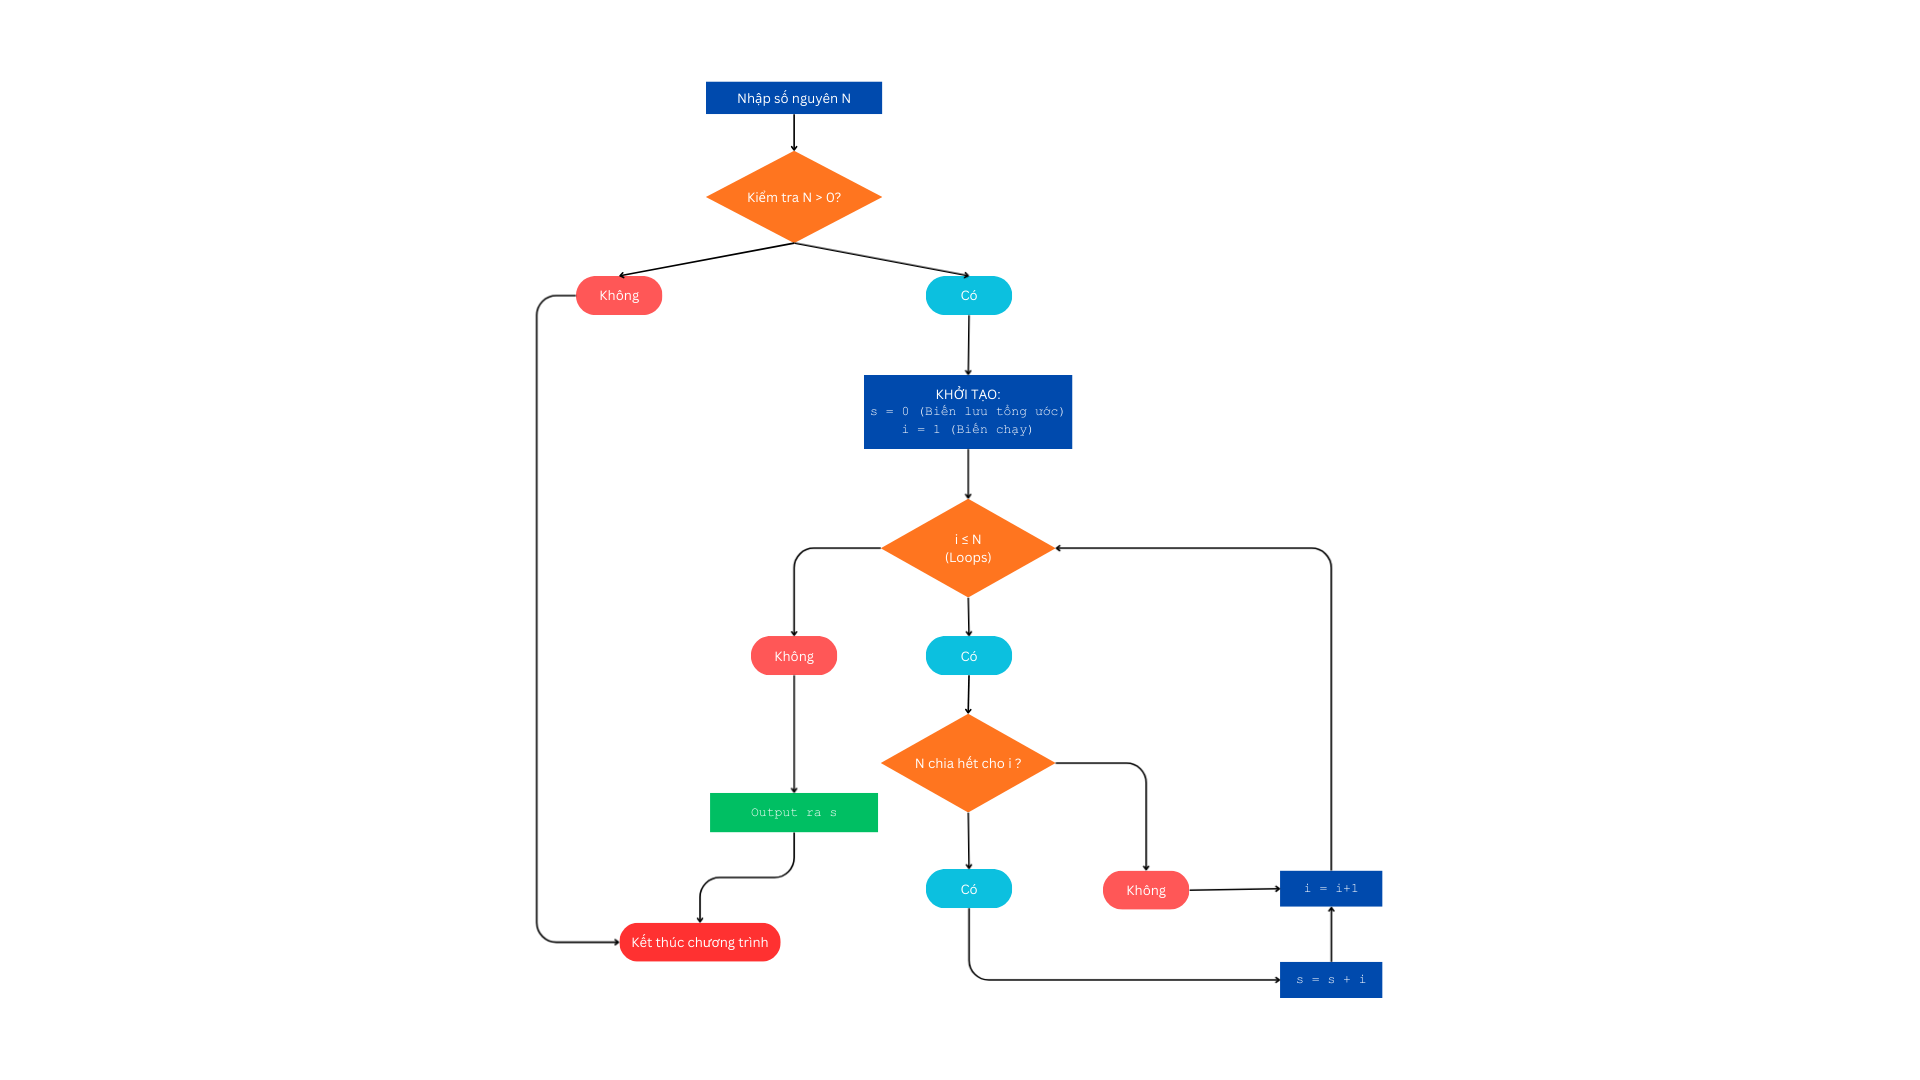 Nhập số nguyên N
Kiểm tra N > 0?
Không
Có
KHỞI TẠO:
s = 0 (Biến lưu tổng ước)
i = 1 (Biến chạy)
i ≤ N
(Loops)
Không
Có
N chia hết cho i ?
Output ra s
Có
Không
i = i+1
Kết thúc chương trình
s = s + i